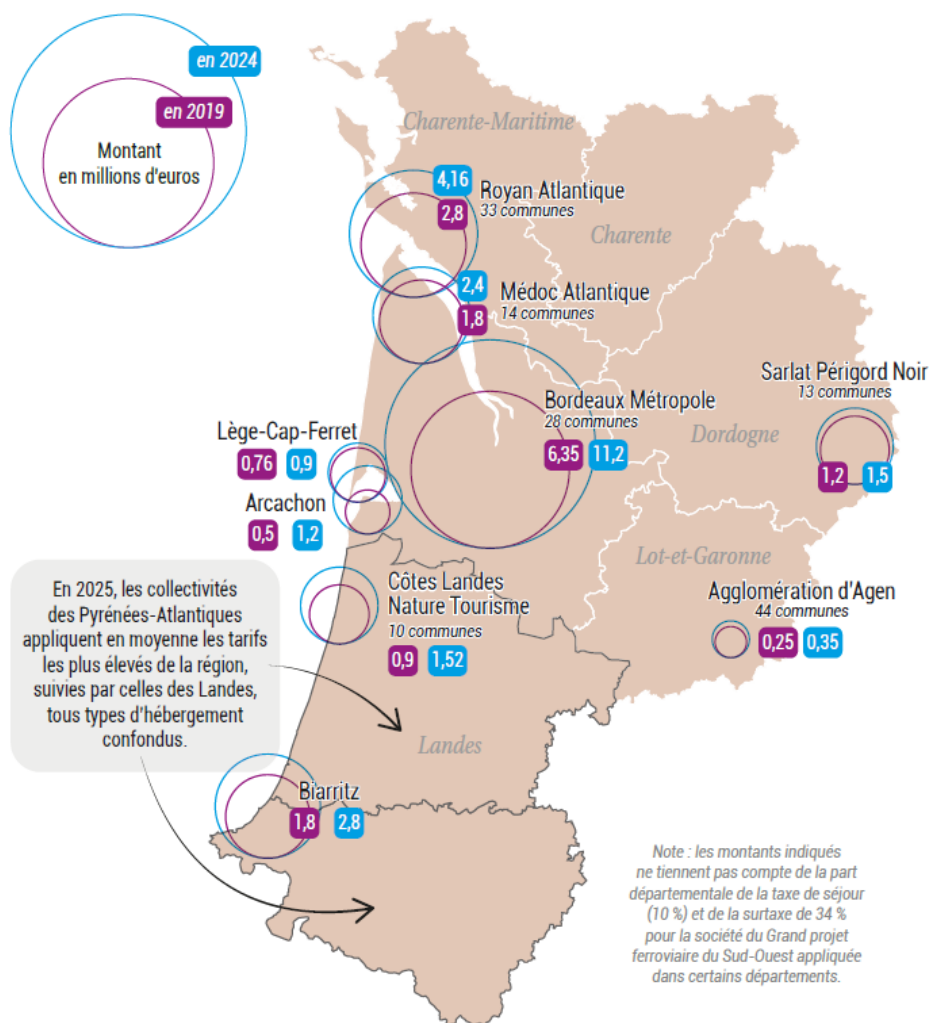 en 2024
en 2019
Montant
en millions d'euros
Charente-Maritime
4,16
Royan Atlantique
2,8
33 communes
Charente
2,4
Médoc Atlantique
1,8
14 communes
Sarlat Périgord Noir
13 communes
Bordeaux Métropole
28 communes
Dordogne
6,35 11,2
1,2 1,5
Lège-Cap-Ferret
0,76 0,9
Arcachon
0,5 1,2
Lot-et-Garonne
En 2025, les collectivités
des Pyrénées-Atlantiques
appliquent en moyenne les tarifs
les plus élevés de la région,
suivies par celles des Landes,
tous types d'hébergement
confondus.
Côtes Landes
Nature Tourisme
10 communes
0,9 1,52
Agglomération d'Agen
44 communes
0,25 0,35
Landes
Biarritz
1,8 2,8
Note : les montants indiqués
ne tiennent pas compte de la part
départementale de la taxe de séjour
(10 %) et de la surtaxe de 34 %
pour la société du Grand projet
ferroviaire du Sud-Ouest appliquée
dans certains départements.